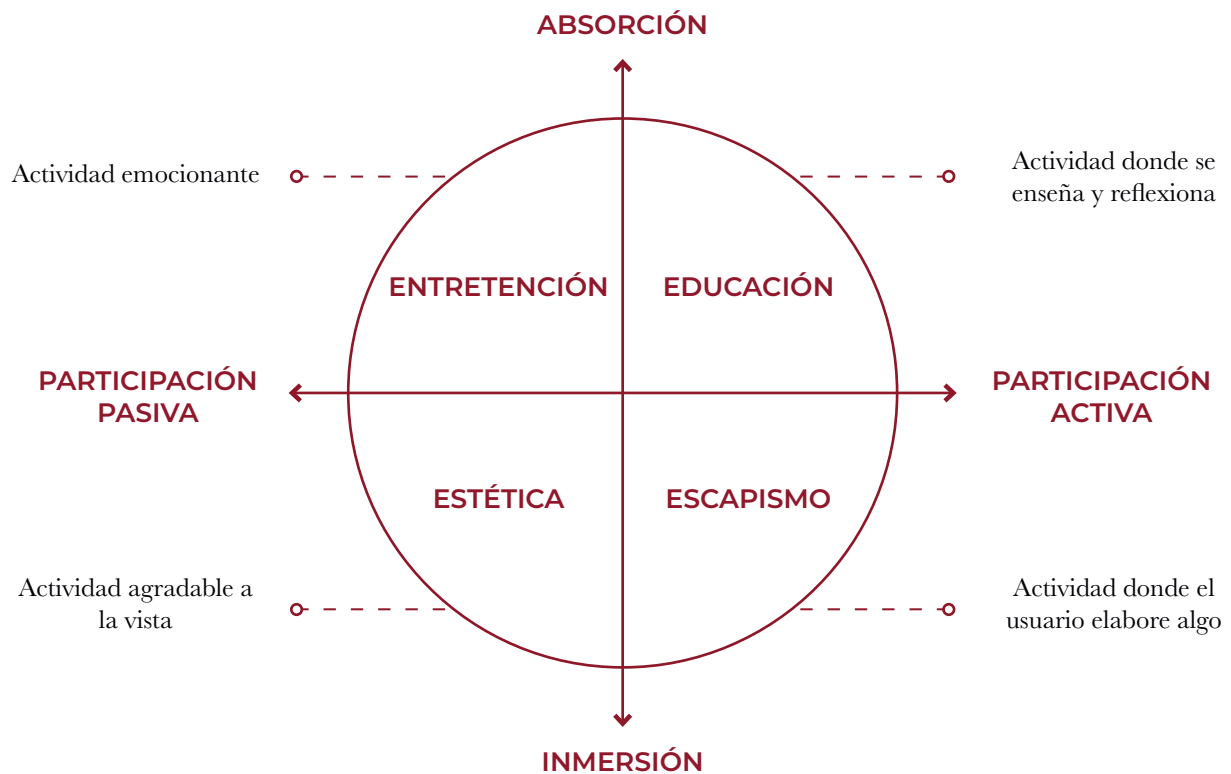 ABSORCIÓN
Actividad emocionante
Actividad donde se
enseña y reflexiona
ENTRETENCIÓN
EDUCACIÓN
PARTICIPACIÓN
PASIVA
PARTICIPACIÓN
ACTIVA
ESTÉTICA
ESCAPISMO
Actividad agradable a
la vista
Actividad donde el
usuario elabore algo
INMERSIÓN